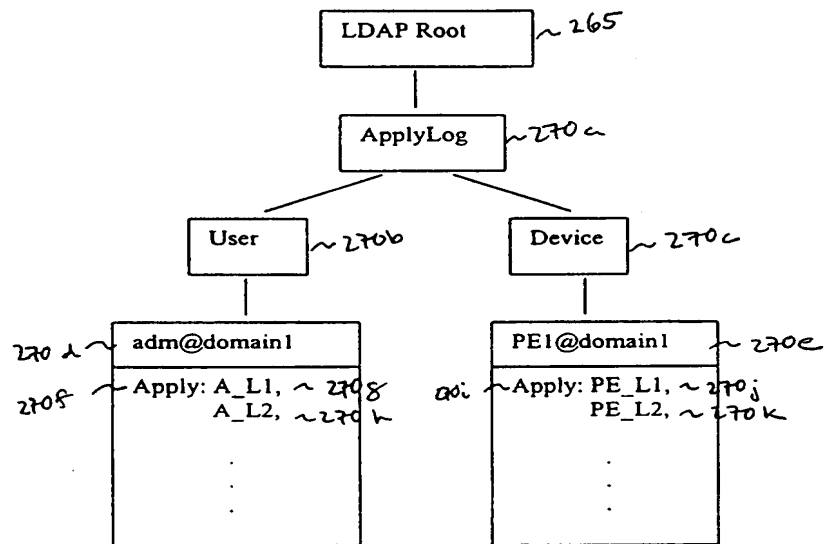 LDAP Root ~ 265
ApplyLog ~ 270a
User ~ 270b
Device ~ 270c
270d ~ adm@domain1
PE1@domain1 ~ 270e
270f ~ Apply: A_L1, ~ 270g
A_L2, ~ 270h
270i ~ Apply: PE_L1, ~ 270j
PE_L2, ~ 270k